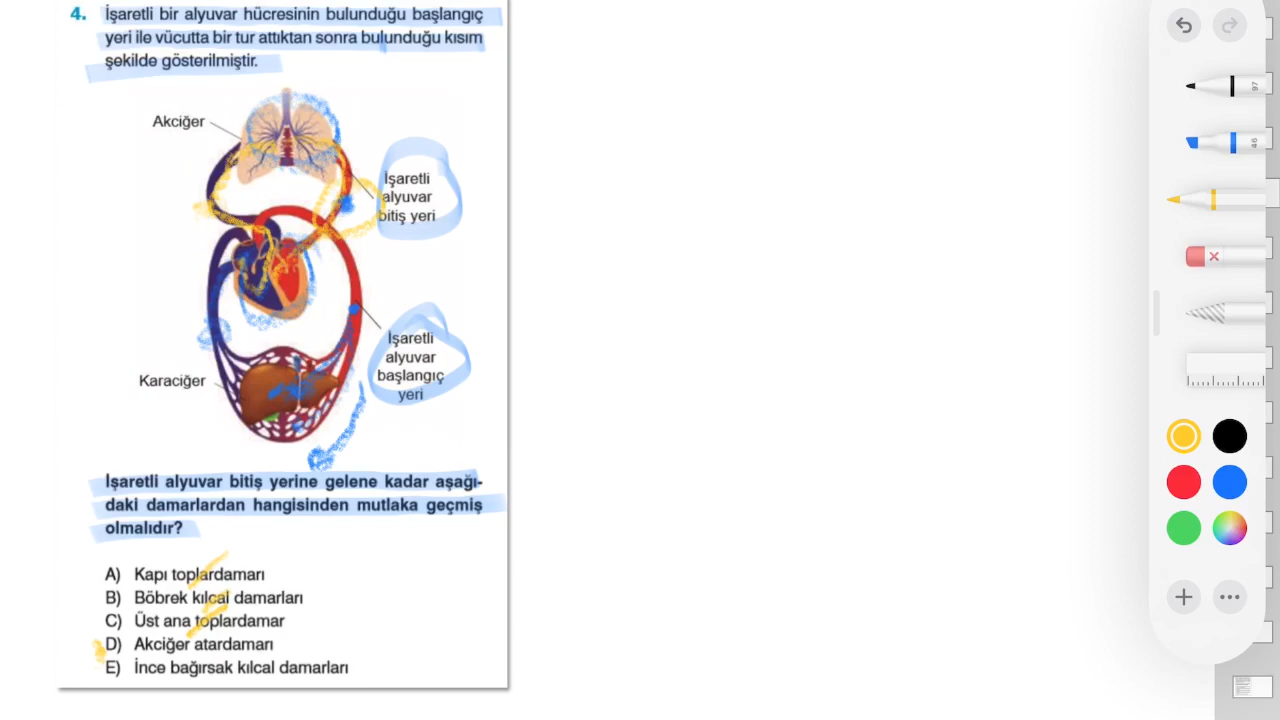 4. İşaretli bir alyuvar hücresinin bulunduğu başlangıç
yeri ile vücutta bir tur attıktan sonra bulunduğu kısım
şekilde gösterilmiştir.
Akciğer
İşaretli
alyuvar
bitiş yeri
İşaretli
alyuvar
başlangıç
yeri
Karaciğer
İşaretli alyuvar bitiş yerine gelene kadar aşağı-
daki damarlardan hangisinden mutlaka geçmiş
olmalıdır?
A) Kapı toplardamarı
B) Böbrek kılcal damarları
C) Üst ana toplardamar
D) Akciğer atardamarı
E) İnce bağırsak kılcal damarları
97
46